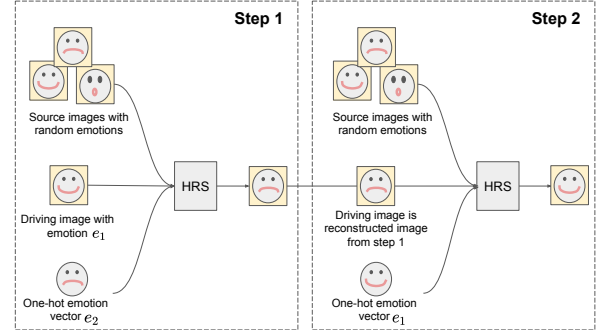 Step 1
Source images with
random emotions
HRS
Driving image with
emotion e₁
One-hot emotion
vector e₂
Step 2
Source images with
random emotions
HRS
Driving image is
reconstructed image
from step 1
One-hot emotion
vector e₁